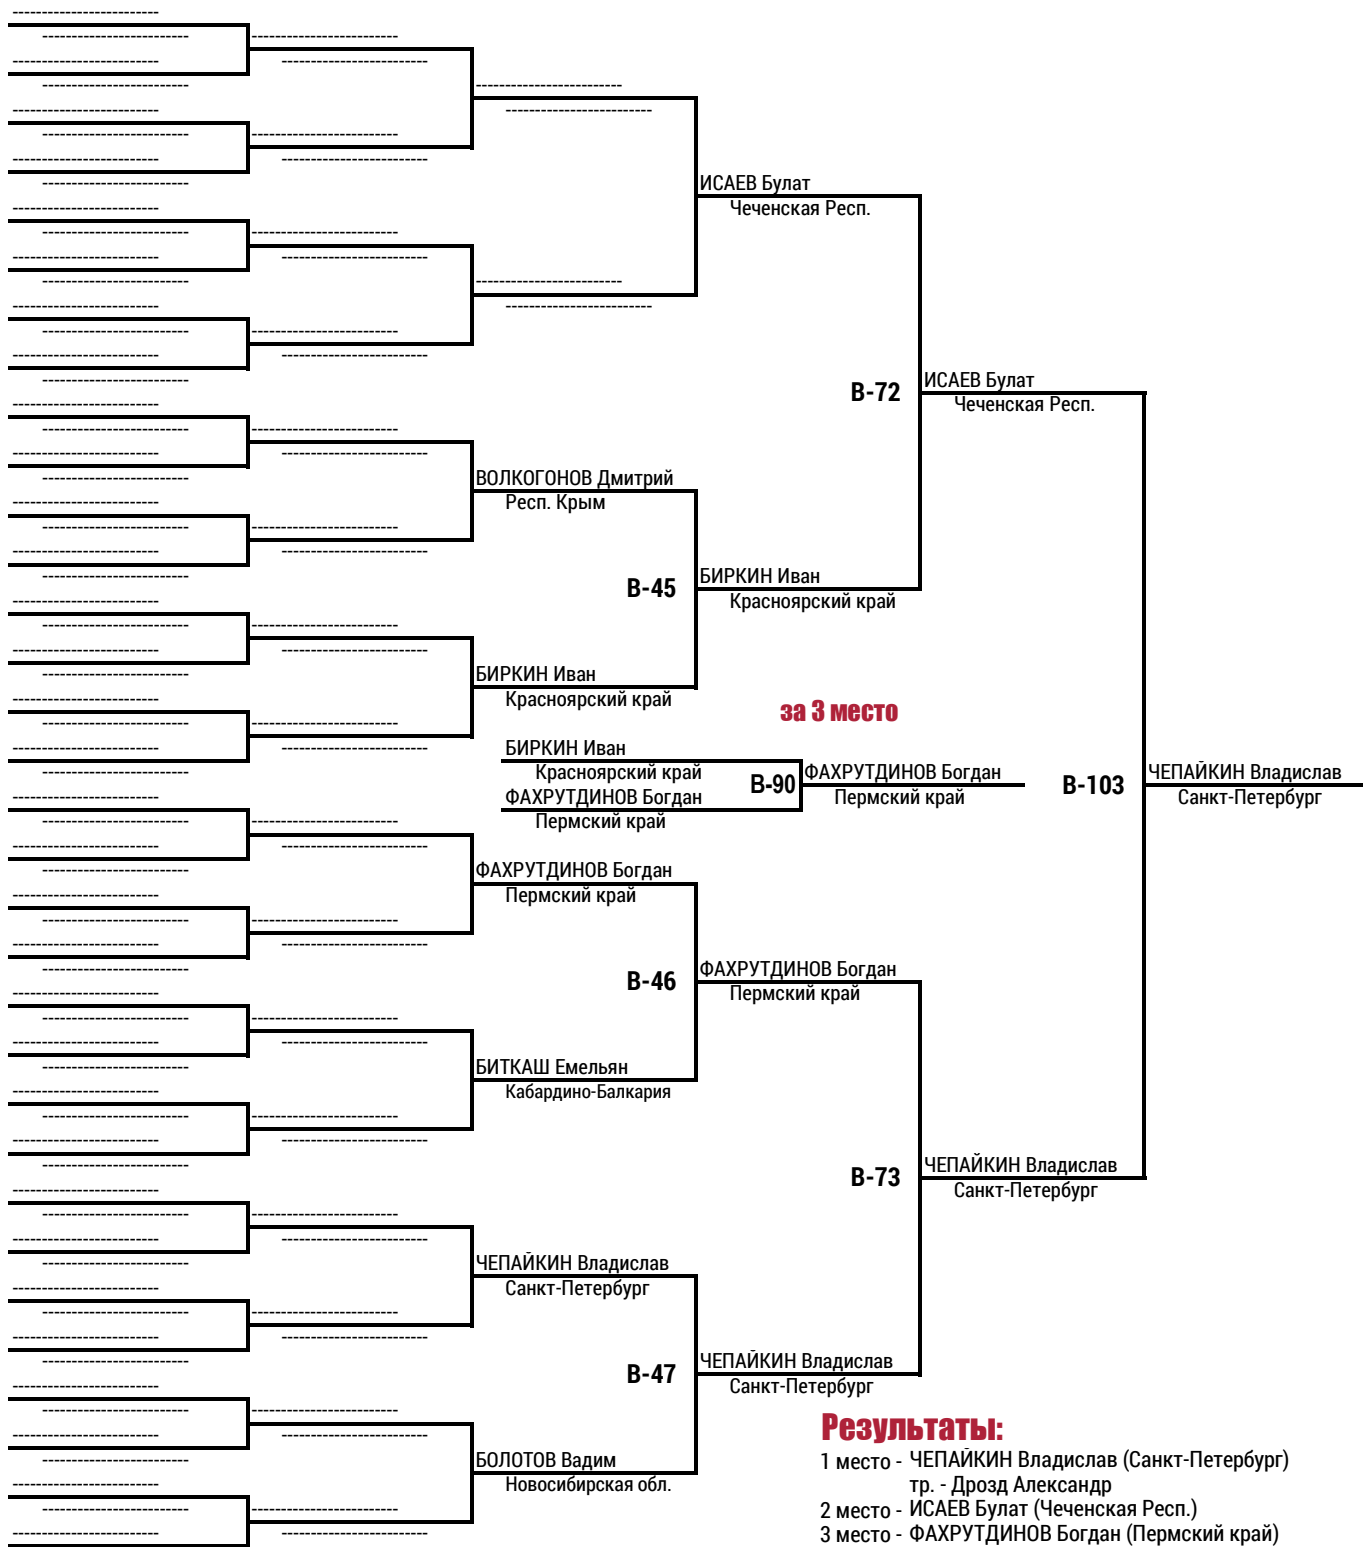 ИСАЕВ Булат
Чеченская Респ.
В-72
ИСАЕВ Булат
Чеченская Респ.
ВОЛКОГОНОВ Дмитрий
Респ. Крым
В-45
БИРКИН Иван
Красноярский край
БИРКИН Иван
Красноярский край
за 3 место
БИРКИН Иван
Красноярский край
В-90
ФАХРУТДИНОВ Богдан
Пермский край
ФАХРУТДИНОВ Богдан
Пермский край
В-103
ЧЕПАЙКИН Владислав
Санкт-Петербург
ФАХРУТДИНОВ Богдан
Пермский край
В-46
ФАХРУТДИНОВ Богдан
Пермский край
БИТКАШ Емельян
Кабардино-Балкария
В-73
ЧЕПАЙКИН Владислав
Санкт-Петербург
ЧЕПАЙКИН Владислав
Санкт-Петербург
В-47
ЧЕПАЙКИН Владислав
Санкт-Петербург
БОЛОТОВ Вадим
Новосибирская обл.
Результаты:
1 место - ЧЕПАЙКИН Владислав (Санкт-Петербург)
тр. - Дрозд Александр
2 место - ИСАЕВ Булат (Чеченская Респ.)
3 место - ФАХРУТДИНОВ Богдан (Пермский край)